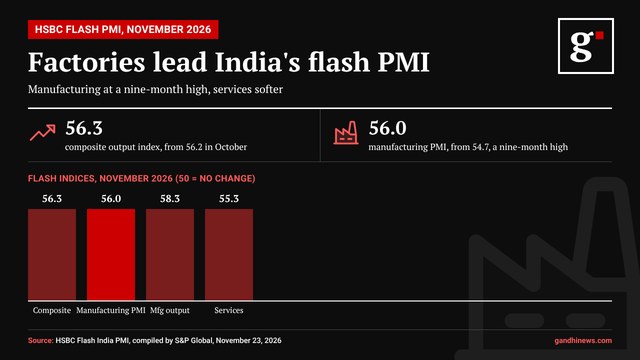 HSBC FLASH PMI, NOVEMBER 2026
g
Factories lead India's flash PMI
Manufacturing at a nine-month high, services softer
56.3
composite output index, from 56.2 in October
56.0
manufacturing PMI, from 54.7, a nine-month high
FLASH INDICES, NOVEMBER 2026 (50 = NO CHANGE)
56.3 56.0 58.3 55.3
Composite Manufacturing PMI Mfg output Services
Source: HSBC Flash India PMI, compiled by S&P Global, November 23, 2026
gandhinews.com